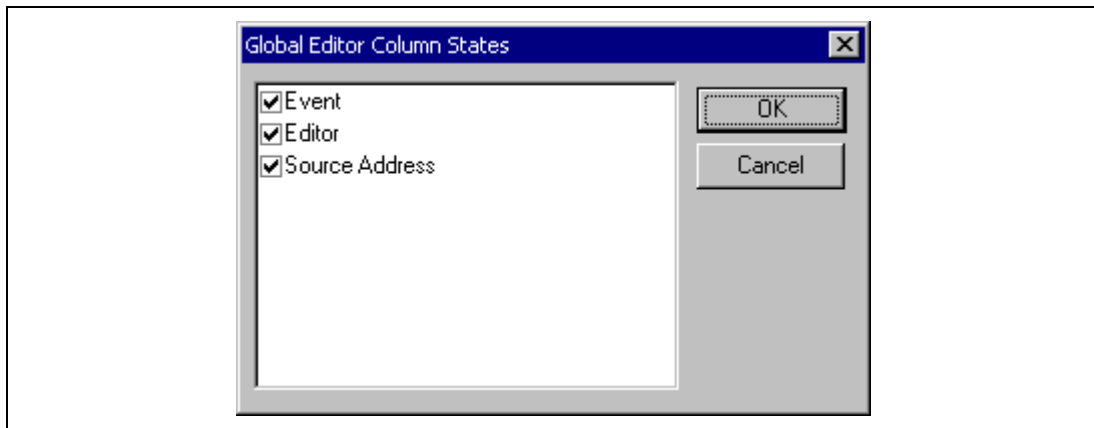 Global Editor Column States
Event
OK
Editor
Source Address
Cancel